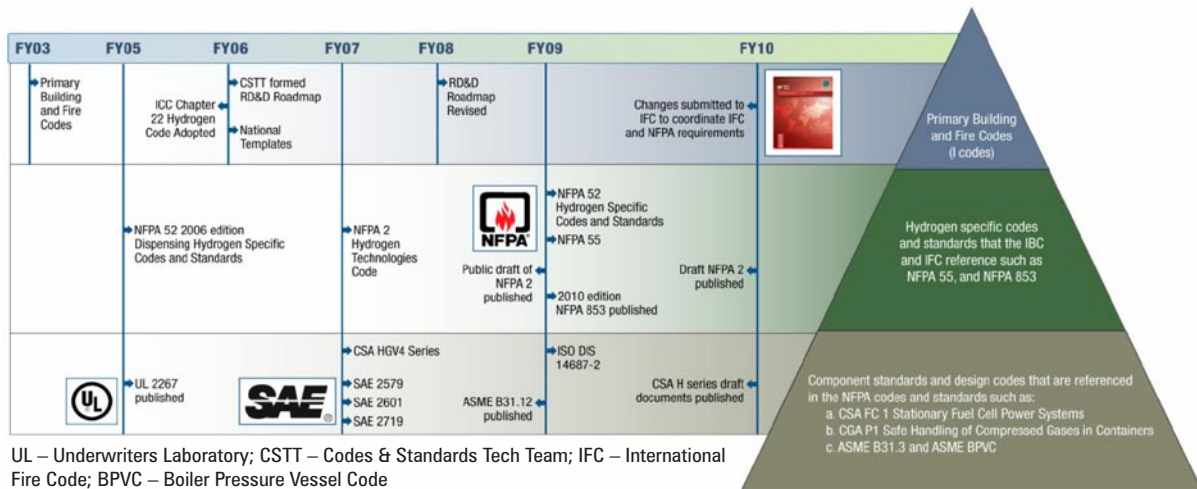 FY03 FY05 FY06 FY07 FY08 FY09 FY10
Primary
Building
and Fire
Codes
ICC Chapter
22 Hydrogen
Code Adopted
CSTT formed
RD&D Roadmap
National
Templates
RD&D
Roadmap
Revised
Changes submitted to
IFC to coordinate IFC
and NFPA requirements
Primary Building
and Fire Codes
(I codes)
NFPA 52 2006 edition
Dispensing Hydrogen Specific
Codes and Standards
NFPA 2
Hydrogen
Technologies
Code
NFPA
Public draft of
NFPA 2
published
NFPA 52
Hydrogen Specific
Codes and Standards
NFPA 55
2010 edition
NFPA 853 published
Draft NFPA 2
published
Hydrogen specific codes
and standards that the IBC
and IFC reference such as
NFPA 55, and NFPA 853
UL
UL 2267
published
SAE
CSA HGV4 Series
SAE 2579
SAE 2601
SAE 2719
ASME B31.12
published
ISO DIS
14687-2
CSA H series draft
documents published
Component standards and design codes that are referenced
in the NFPA codes and standards such as:
a. CSA FC 1 Stationary Fuel Cell Power Systems
b. CGA P1 Safe Handling of Compressed Gases in Containers
c. ASME B31.3 and ASME BPVC
UL – Underwriters Laboratory; CSTT – Codes & Standards Tech Team; IFC – International
Fire Code; BPVC – Boiler Pressure Vessel Code